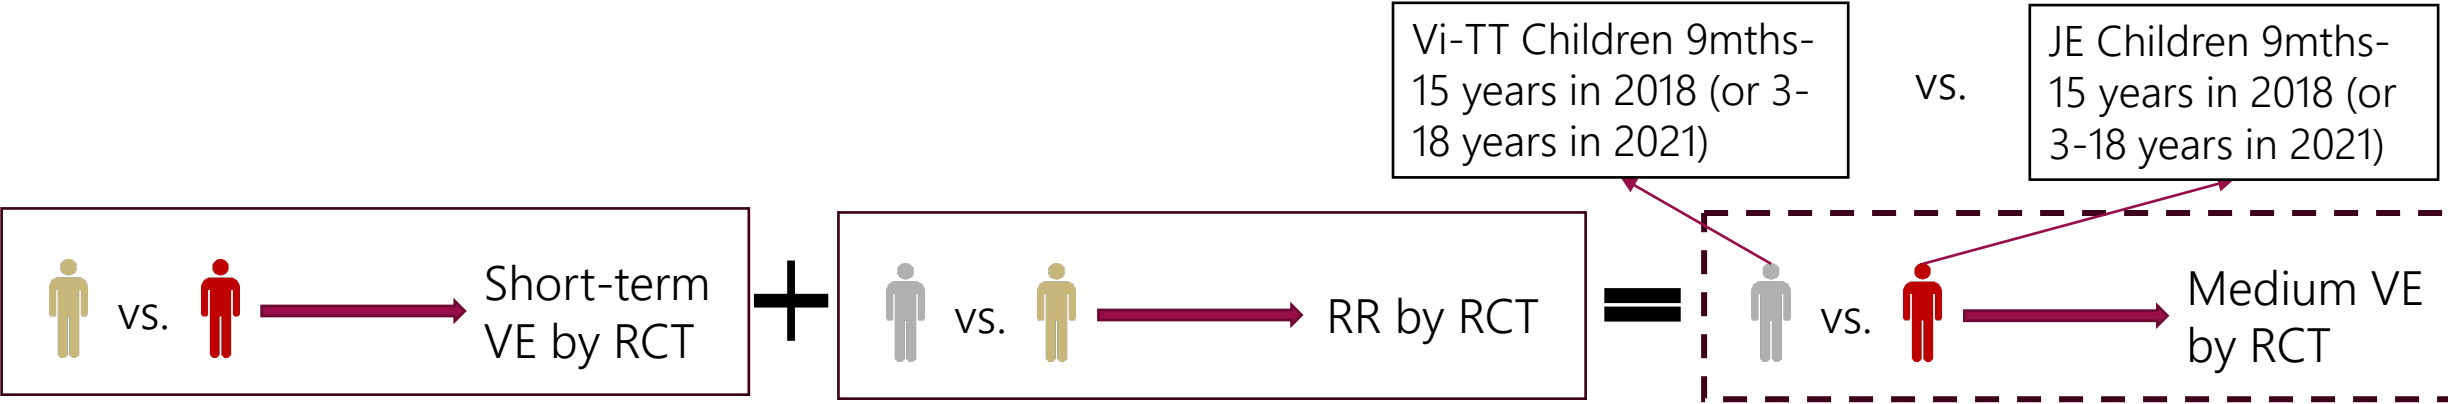 Vi-TT Children 9mths-
15 years in 2018 (or 3-
18 years in 2021)
vs.
JE Children 9mths-
15 years in 2018 (or
3-18 years in 2021)
vs.
Short-term
VE by RCT
+
vs.
RR by RCT
=
vs.
Medium VE
by RCT